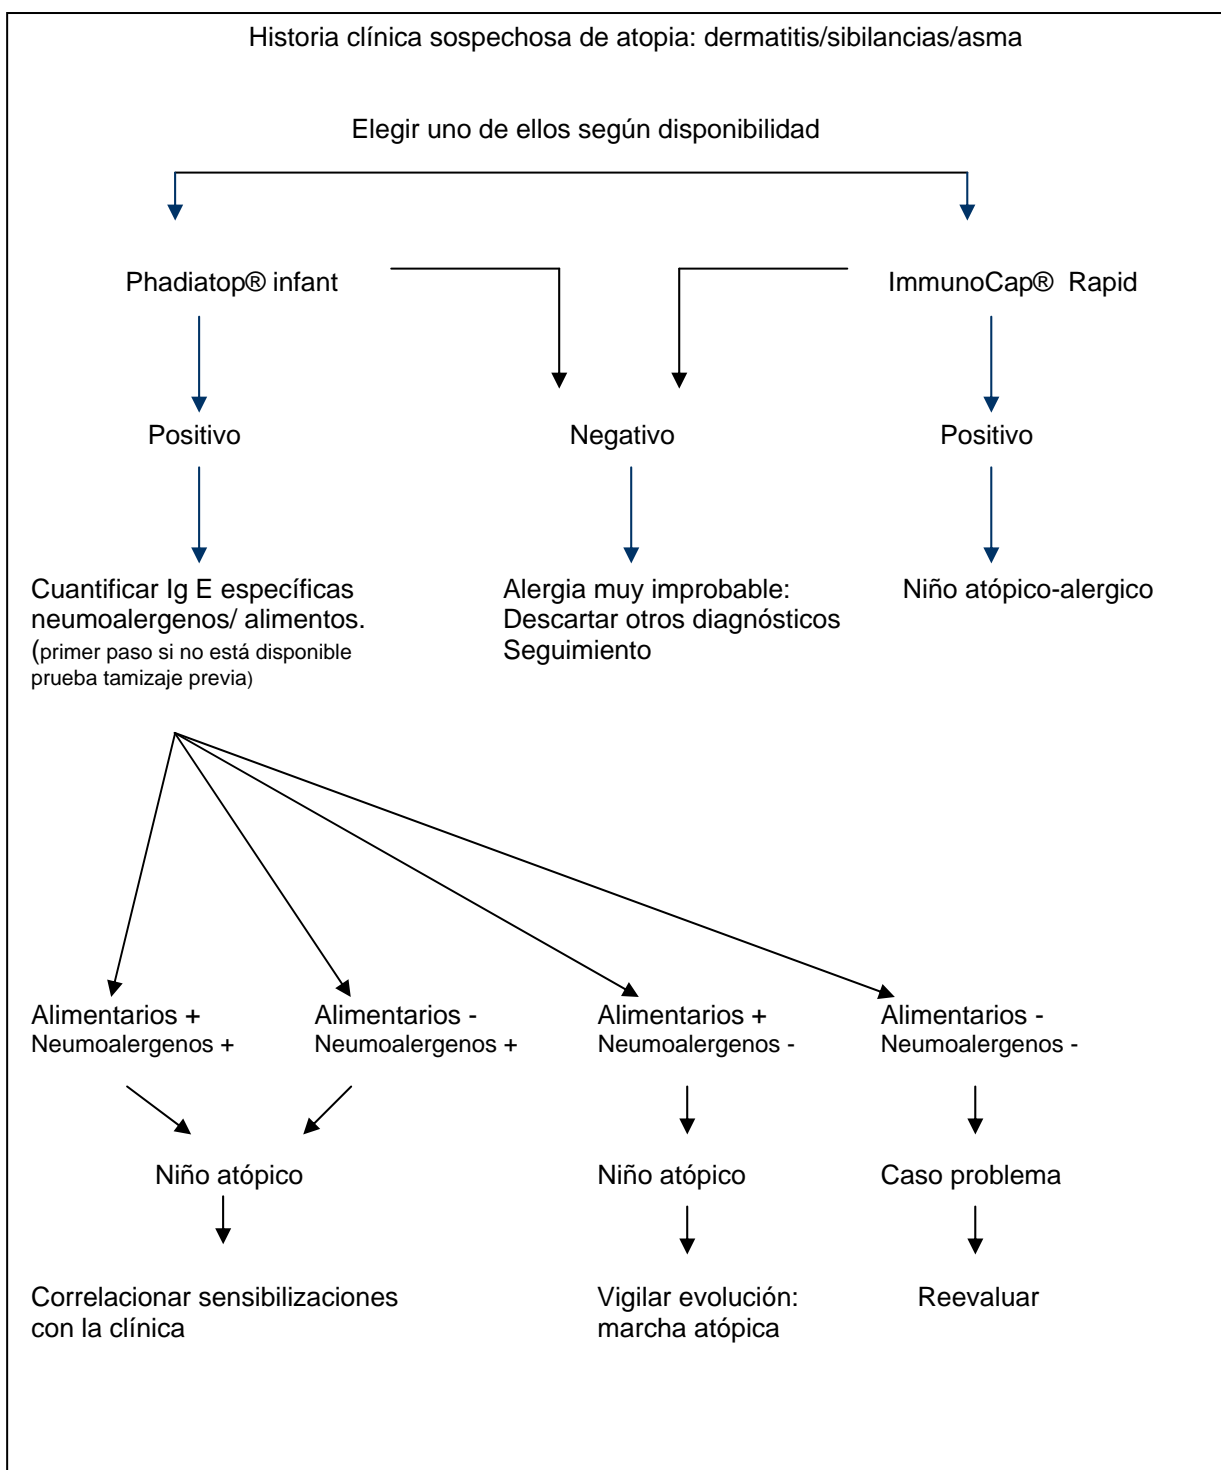 Historia clínica sospechosa de atopia: dermatitis/sibilancias/asma
Elegir uno de ellos según disponibilidad
Phadiatop® infant
ImmunoCap® Rapid
Positivo
Negativo
Positivo
Cuantificar Ig E específicas
neumoalergenos/ alimentos.
(primer paso si no está disponible
prueba tamizaje previa)
Alergia muy improbable:
Descartar otros diagnósticos
Seguimiento
Niño atópico-alergico
Alimentarios +
Neumoalergenos +
Alimentarios -
Neumoalergenos +
Alimentarios +
Neumoalergenos -
Alimentarios -
Neumoalergenos -
Niño atópico
Niño atópico
Caso problema
Correlacionar sensibilizaciones
con la clínica
Vigilar evolución:
marcha atópica
Reevaluar